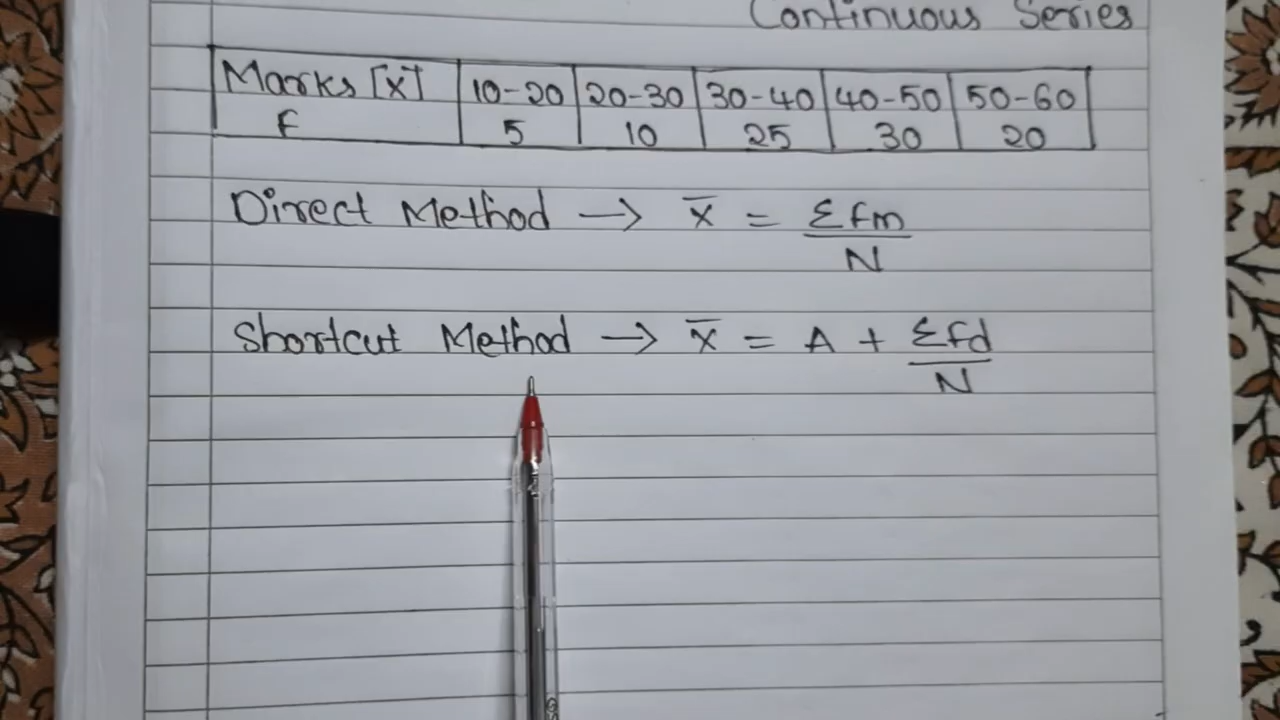 Continuous Series
Marks [X] 10-20 20-30 30-40 40-50 50-60
F 5 10 25 30 20
Direct Method → x̄ = Σfm / N
Shortcut Method → x̄ = A + Σfd / N